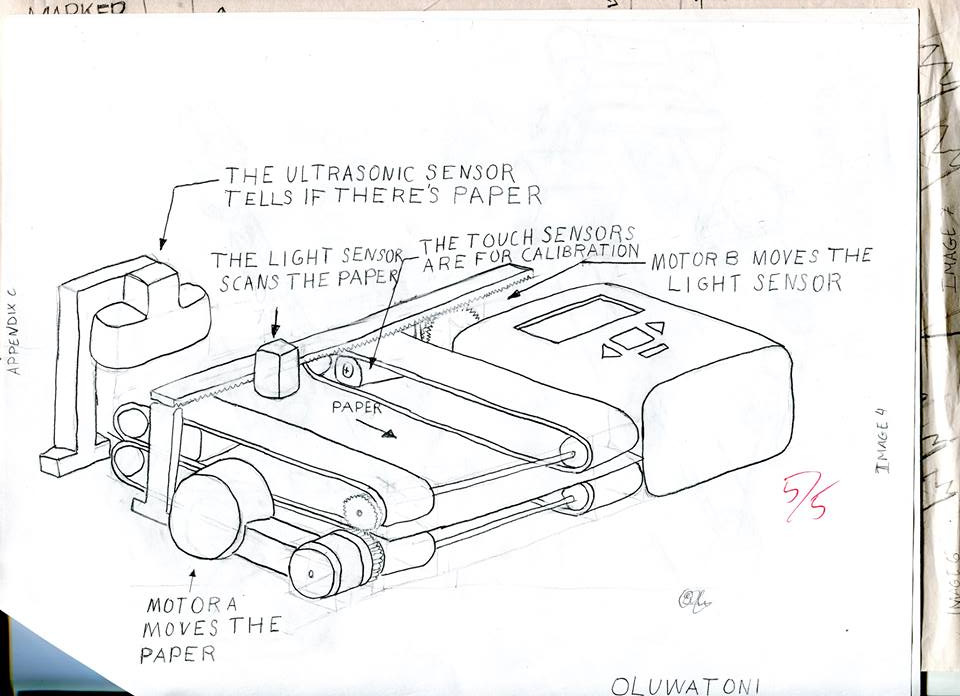 MARKER
THE ULTRASONIC SENSOR
TELLS IF THERE'S PAPER
THE LIGHT SENSOR
SCANS THE PAPER
THE TOUCH SENSORS
ARE FOR CALIBRATION
MOTOR B MOVES THE
LIGHT SENSOR
APPENDIX C
PAPER
IMAGE 4
5/5
MOTOR A
MOVES THE
PAPER
OLUWATONI
IMAGE 7
IMAGE 6